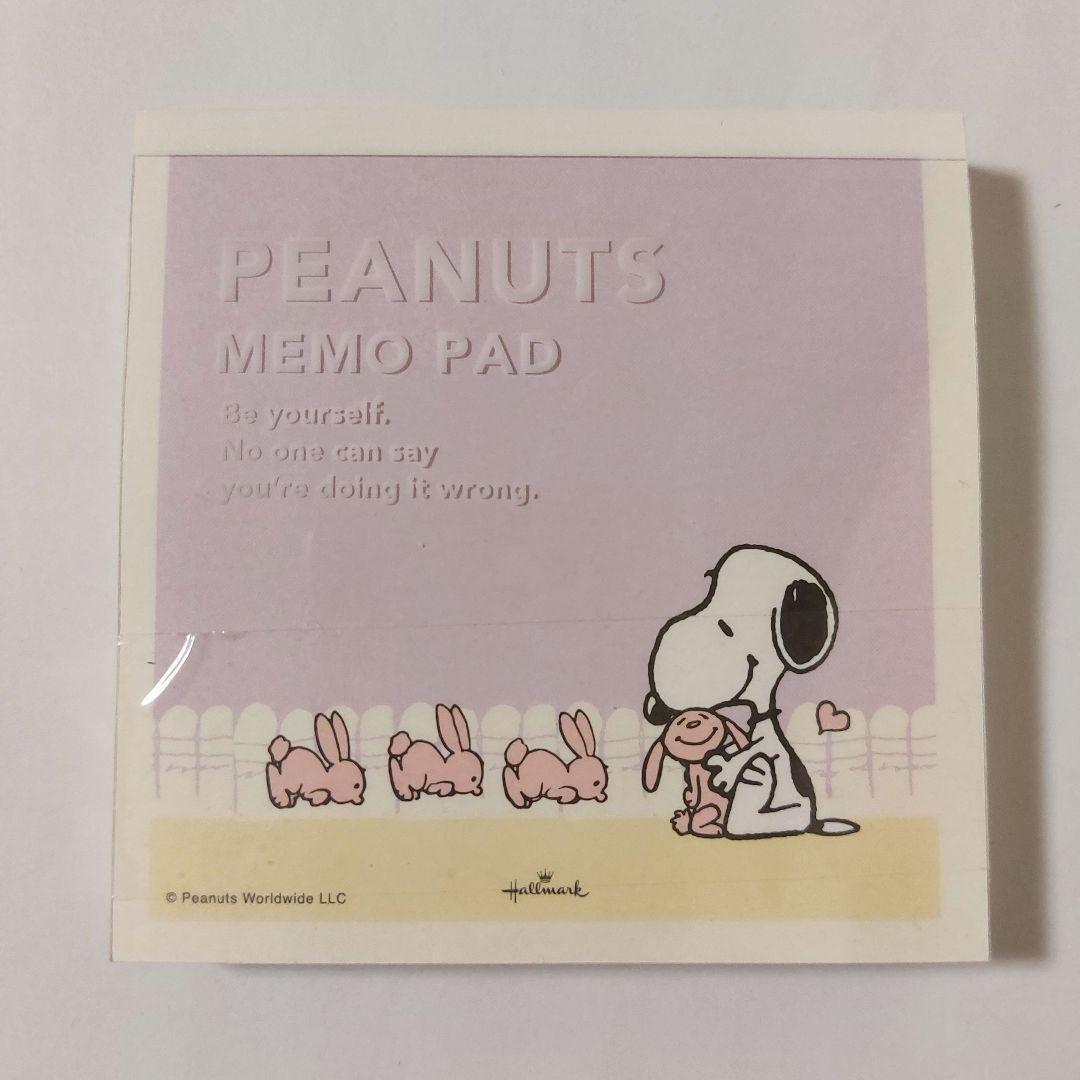 PEANUTS
MEMO PAD
Be yourself.
No one can say
you're doing it wrong.
© Peanuts Worldwide LLC
Hallmark